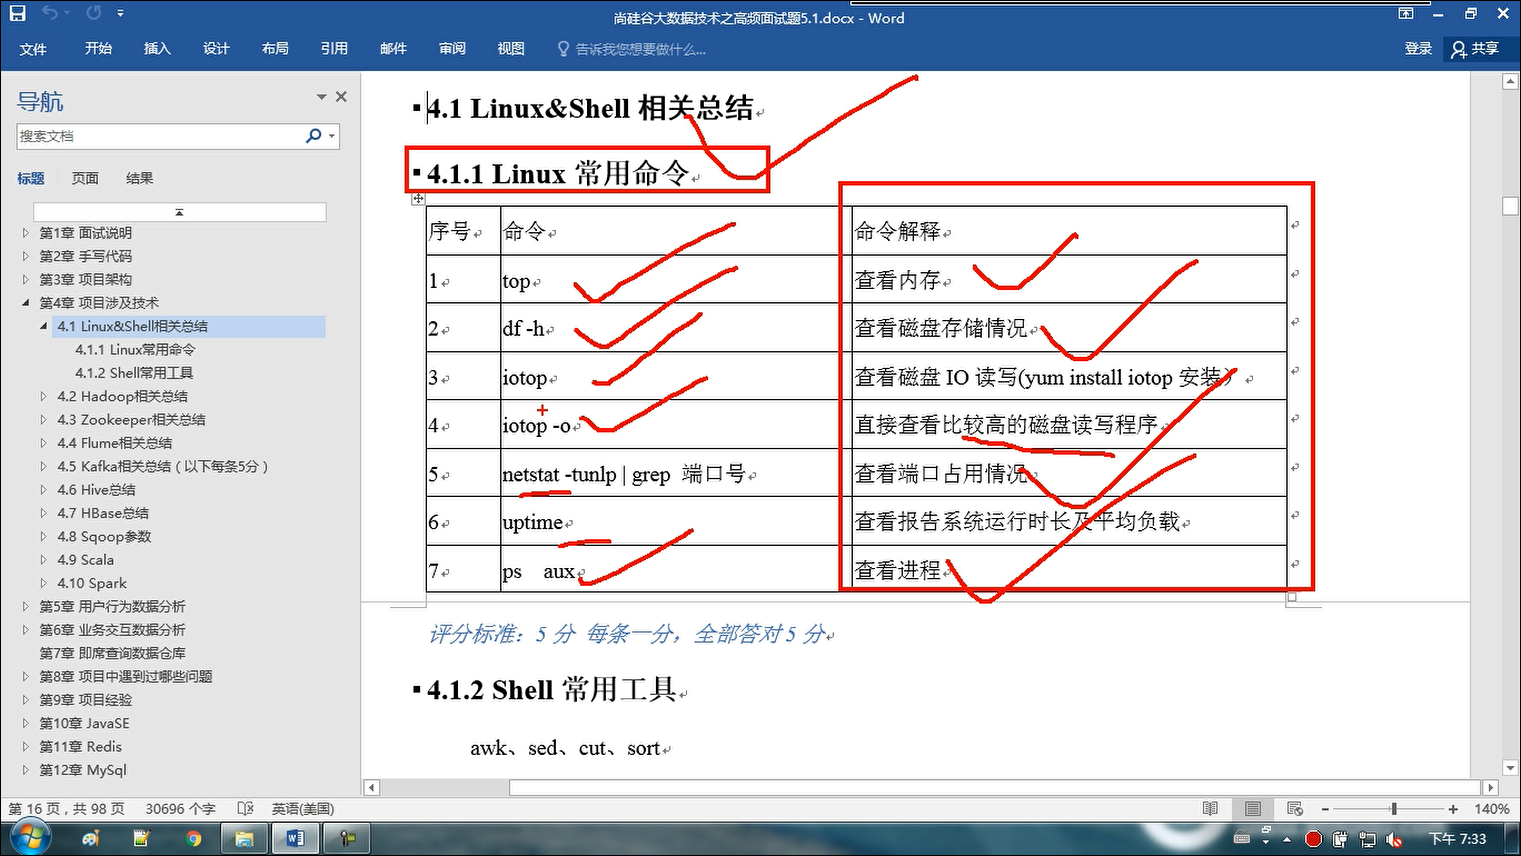 尚硅谷大数据技术之高频面试题5.1.docx - Word
文件 开始 插入 设计 布局 引用 邮件 审阅 视图 告诉我您想要做什么... 登录 共享
导航
搜索文档
标题 页面 结果
第1章 面试说明
第2章 手写代码
第3章 项目架构
第4章 项目涉及技术
4.1 Linux&Shell相关总结
4.1.1 Linux常用命令
4.1.2 Shell常用工具
4.2 Hadoop相关总结
4.3 Zookeeper相关总结
4.4 Flume相关总结
4.5 Kafka相关总结（以下每条5分）
4.6 Hive总结
4.7 HBase总结
4.8 Sqoop参数
4.9 Scala
4.10 Spark
第5章 用户行为数据分析
第6章 业务交互数据分析
第7章 即席查询数据仓库
第8章 项目中遇到过哪些问题
第9章 项目经验
第10章 JavaSE
第11章 Redis
第12章 MySql
4.1 Linux&Shell 相关总结
4.1.1 Linux 常用命令
序号 命令 命令解释
1 top 查看内存
2 df -h 查看磁盘存储情况
3 iotop 查看磁盘 IO 读写(yum install iotop 安装）
4 iotop -o 直接查看比较高的磁盘读写程序
5 netstat -tunlp | grep 端口号 查看端口占用情况
6 uptime 查看报告系统运行时长及平均负载
7 ps aux 查看进程
评分标准：5 分 每条一分，全部答对 5 分
4.1.2 Shell 常用工具
awk、sed、cut、sort
第 16 页，共 98 页 30696 个字 英语(美国) 140%
下午 7:33